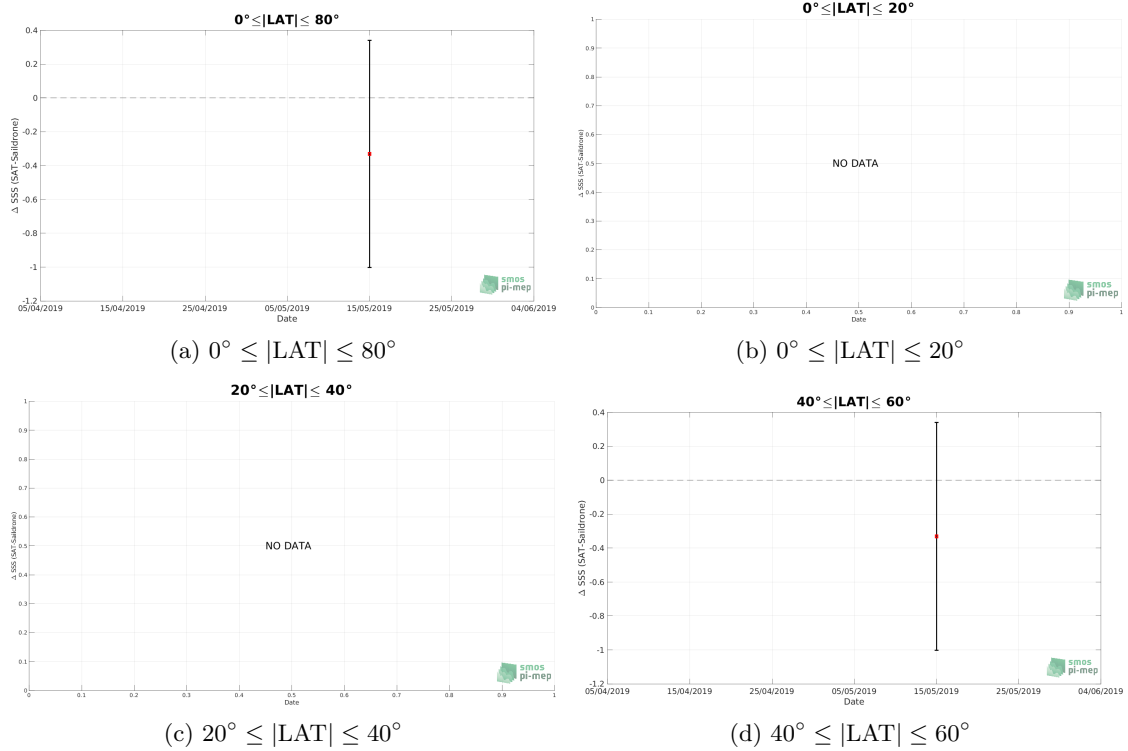 0°≤|LAT|≤ 80°
0.4
0
-0.2
-0.4
-0.6
-0.8
-1
-1.2
Δ SSS (SAT-Saildrone)
05/04/2019 15/04/2019 25/04/2019 05/05/2019 15/05/2019 25/05/2019 04/06/2019
Date
smos
pi-mep
(a) 0° ≤ |LAT| ≤ 80°
0°≤|LAT|≤ 20°
1
0.9
0.8
0.7
0.6
0.5
0.4
0.3
0.2
0.1
0
Δ SSS (SAT-Saildrone)
NO DATA
0 0.1 0.2 0.3 0.4 0.5 0.6 0.7 0.8 0.9 1
Date
smos
pi-mep
(b) 0° ≤ |LAT| ≤ 20°
20°≤|LAT|≤ 40°
1
0.9
0.8
0.7
0.6
0.5
0.4
0.3
0.2
0.1
0
Δ SSS (SAT-Saildrone)
NO DATA
0 0.1 0.2 0.3 0.4 0.5 0.6 0.7 0.8 0.9 1
Date
smos
pi-mep
(c) 20° ≤ |LAT| ≤ 40°
40°≤|LAT|≤ 60°
0.4
0.2
0
-0.2
-0.4
-0.6
-0.8
-1
-1.2
Δ SSS (SAT-Saildrone)
05/04/2019 15/04/2019 25/04/2019 05/05/2019 15/05/2019 25/05/2019 04/06/2019
Date
smos
pi-mep
(d) 40° ≤ |LAT| ≤ 60°